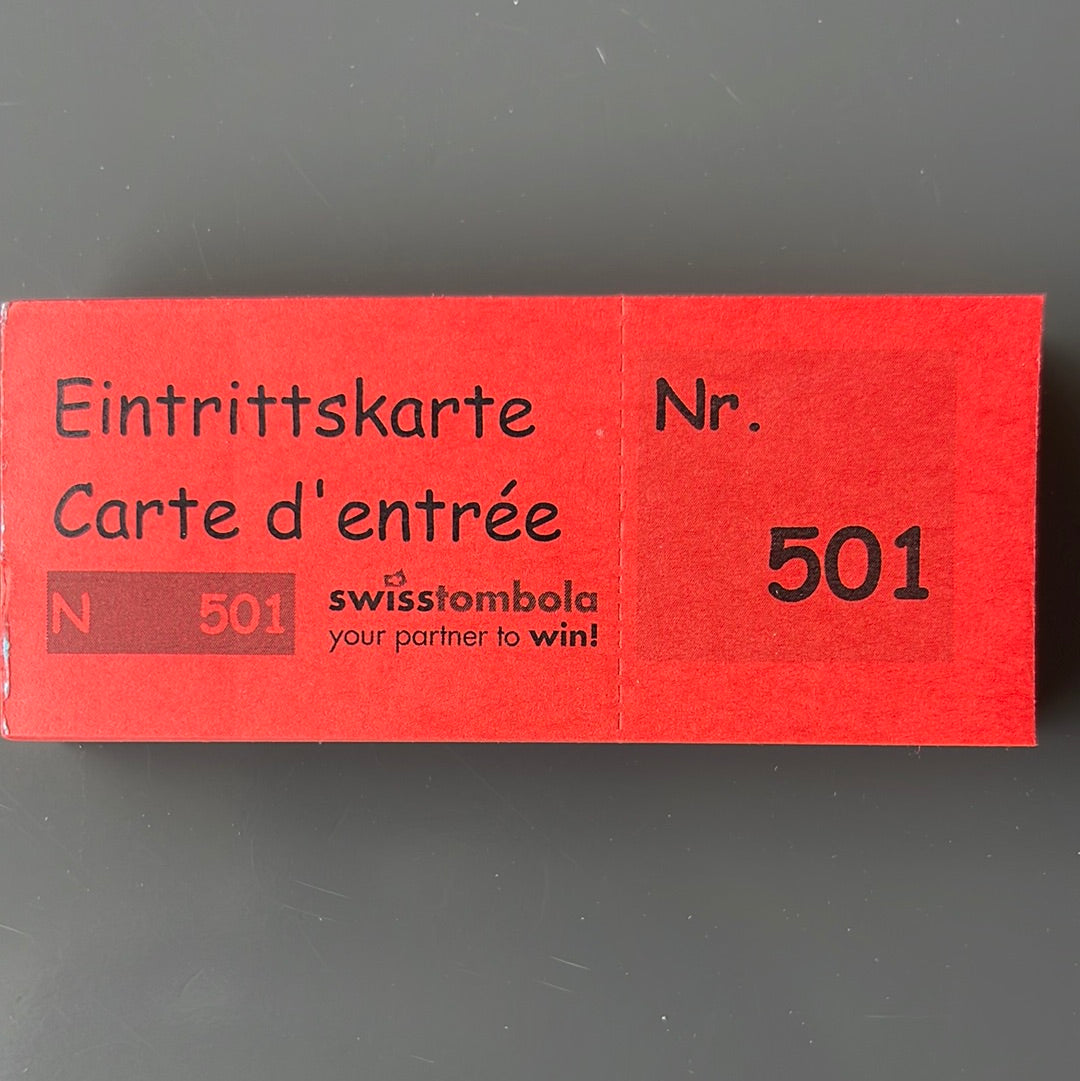 Eintrittskarte
Carte d'entrée
N 501
swisstombola
your partner to win!
Nr.
501